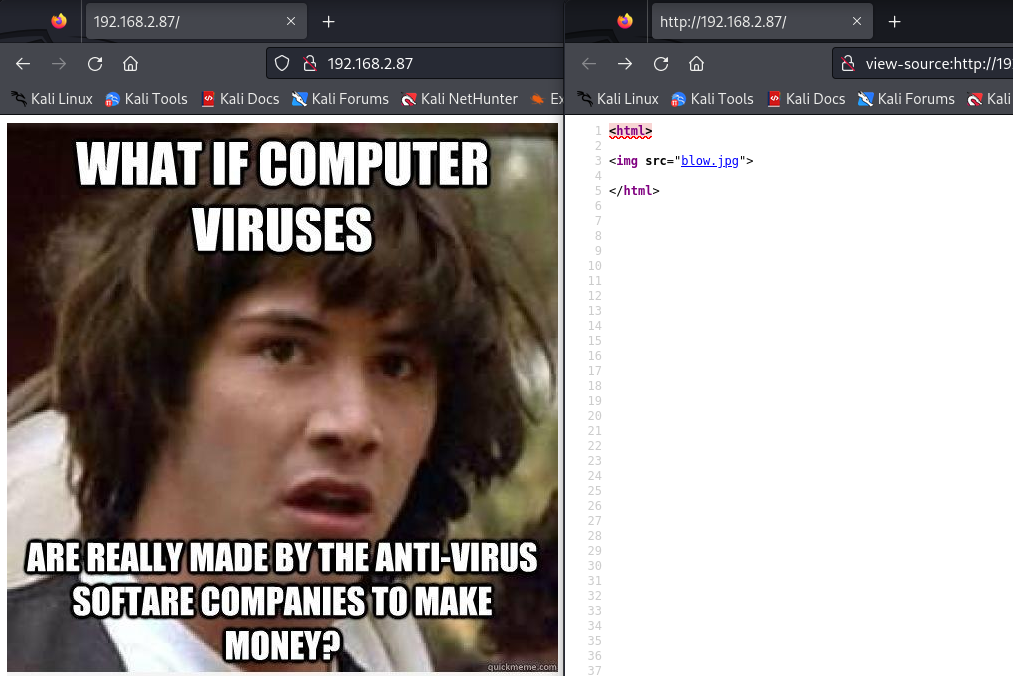 192.168.2.87/
http://192.168.2.87/
192.168.2.87
view-source:http://19
Kali Linux Kali Tools Kali Docs Kali Forums Kali NetHunter Ex
Kali Linux Kali Tools Kali Docs Kali Forums Kali
WHAT IF COMPUTER
VIRUSES
ARE REALLY MADE BY THE ANTI-VIRUS
SOFTARE COMPANIES TO MAKE
MONEY?
quickmeme.com
1 <html>
2
3 <img src="blow.jpg">
4
5 </html>
6
7
8
9
10
11
12
13
14
15
16
17
18
19
20
21
22
23
24
25
26
27
28
29
30
31
32
33
34
35
36
37